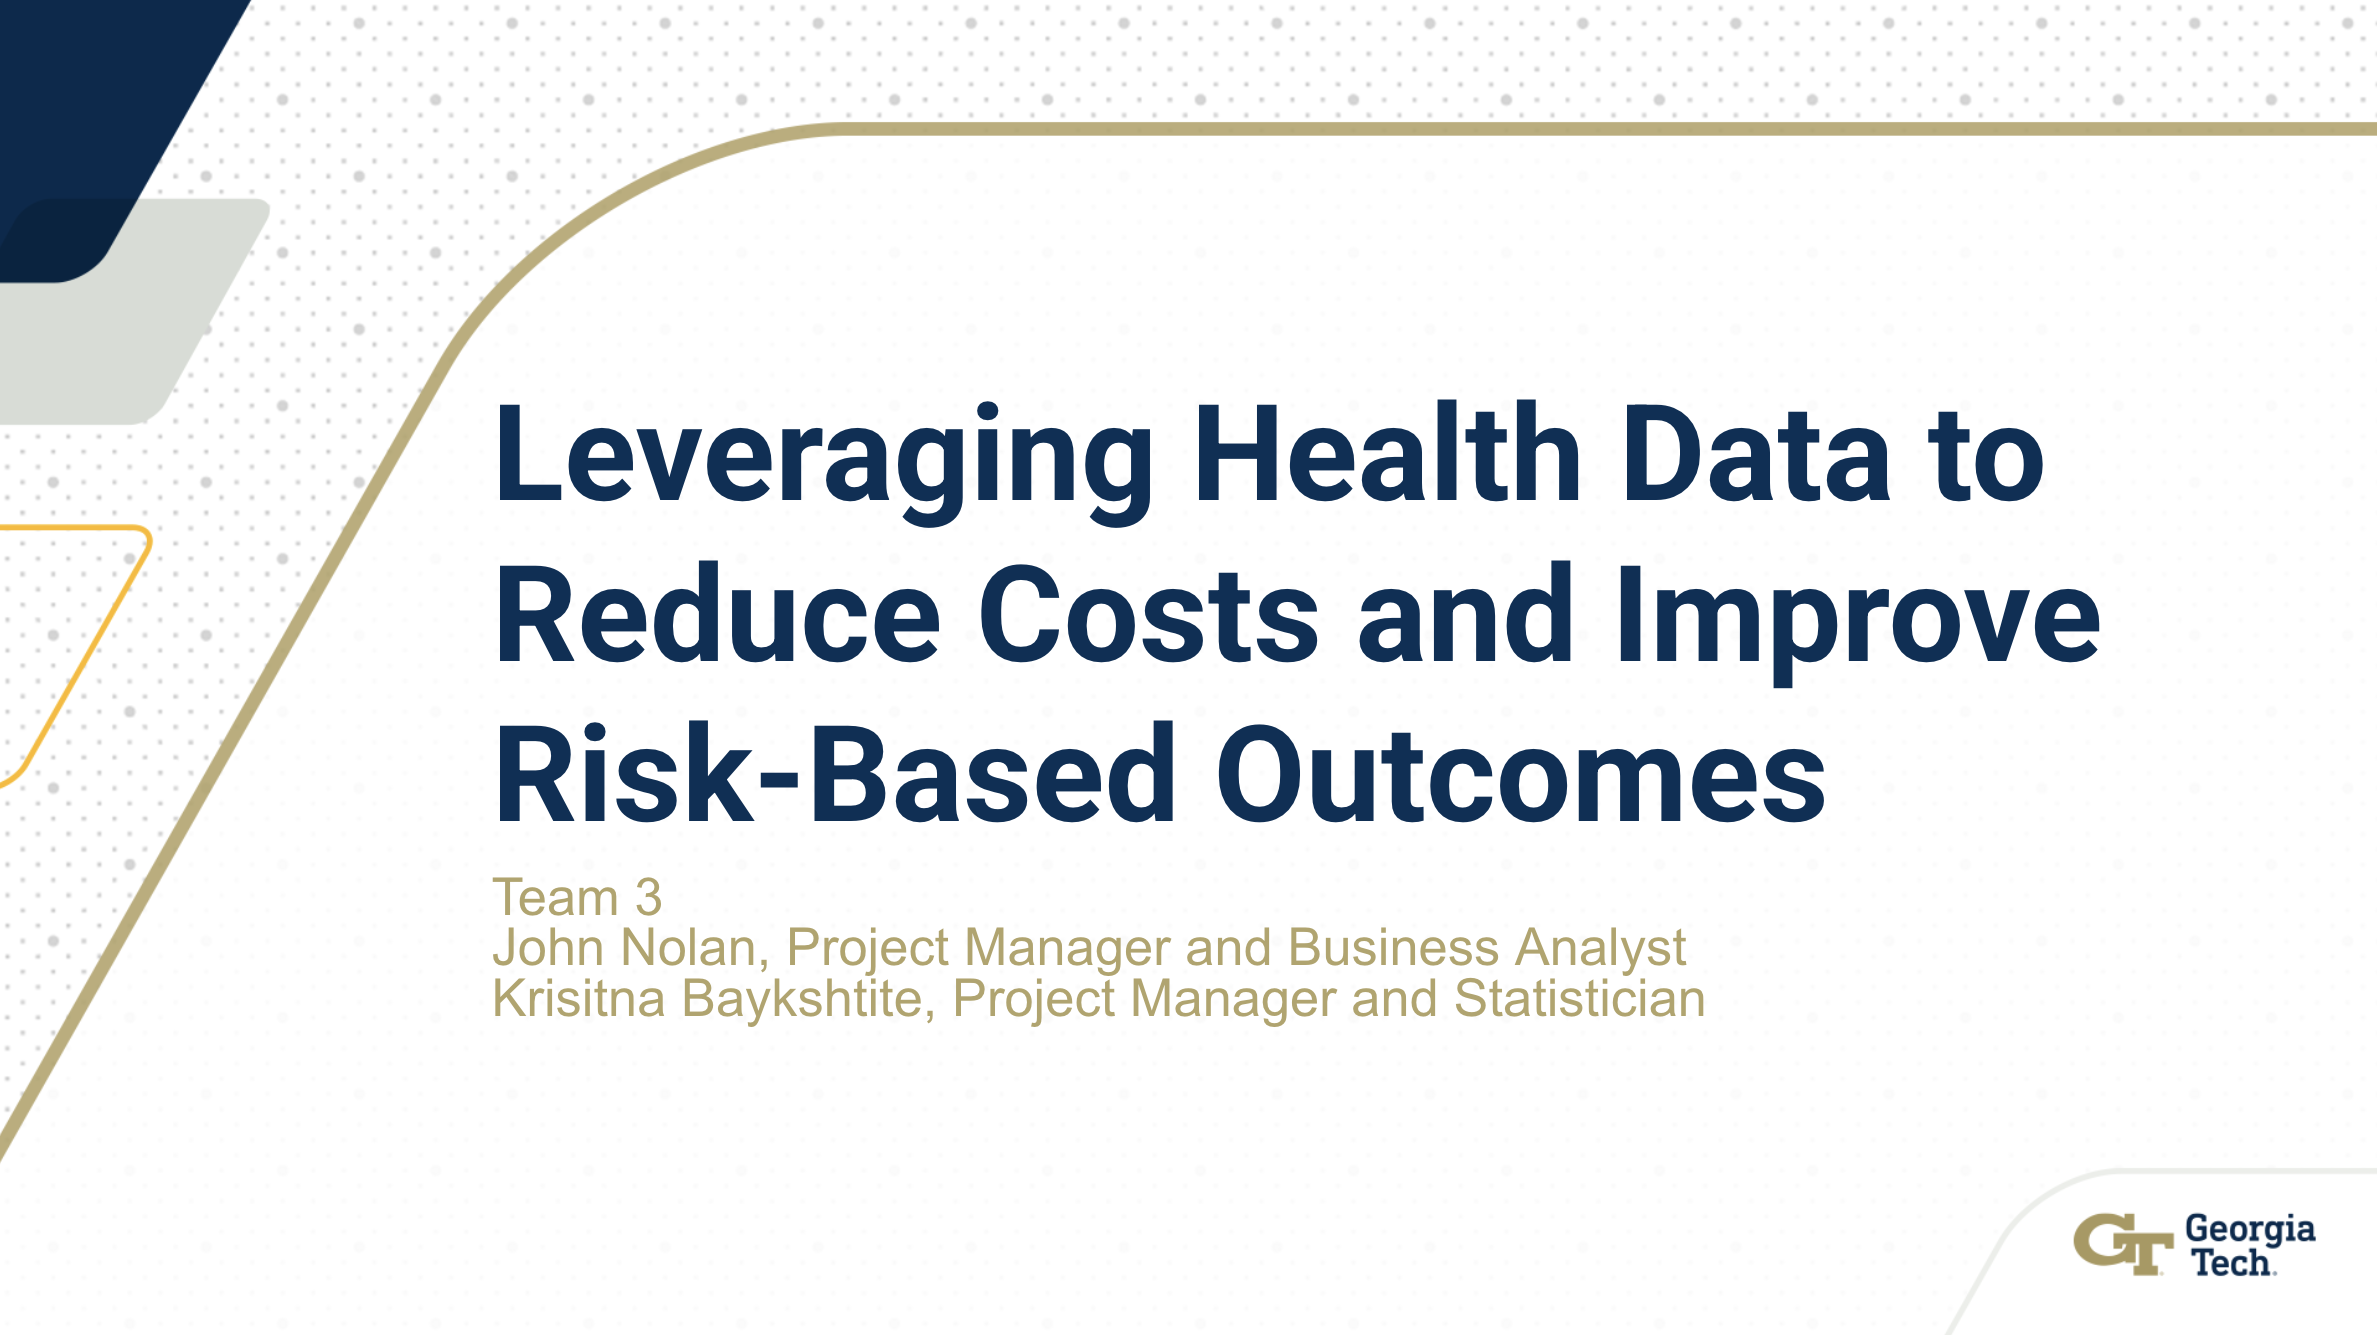 Leveraging Health Data to
Reduce Costs and Improve
Risk-Based Outcomes
Team 3
John Nolan, Project Manager and Business Analyst
Krisitna Baykshtite, Project Manager and Statistician
GT Georgia
Tech